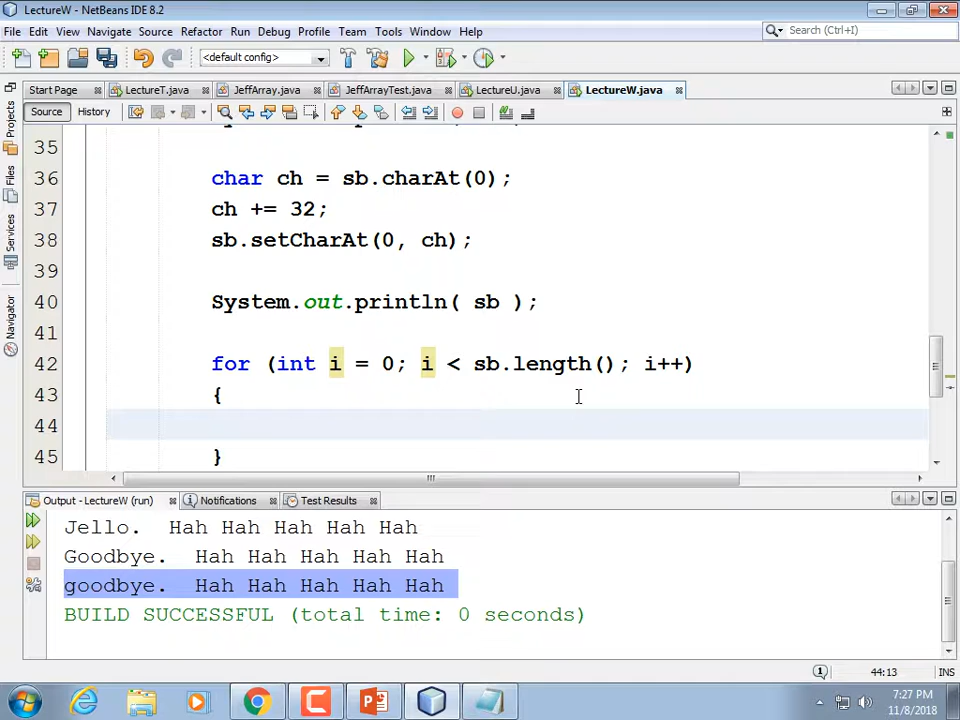 LectureW - NetBeans IDE 8.2
File Edit View Navigate Source Refactor Run Debug Profile Team Tools Window Help
Search (Ctrl+I)
<default config>
Start Page LectureT.java JeffArray.java JeffArrayTest.java LectureU.java LectureW.java
Source History
Projects
Files
Services
Navigator
35
36 char ch = sb.charAt(0);
37 ch += 32;
38 sb.setCharAt(0, ch);
39
40 System.out.println( sb );
41
42 for (int i = 0; i < sb.length(); i++)
43 {
44
45 }
Output - LectureW (run) Notifications Test Results
Jello.  Hah Hah Hah Hah Hah
Goodbye.  Hah Hah Hah Hah Hah
goodbye.  Hah Hah Hah Hah Hah
BUILD SUCCESSFUL (total time: 0 seconds)
44:13 INS
7:27 PM
11/8/2018